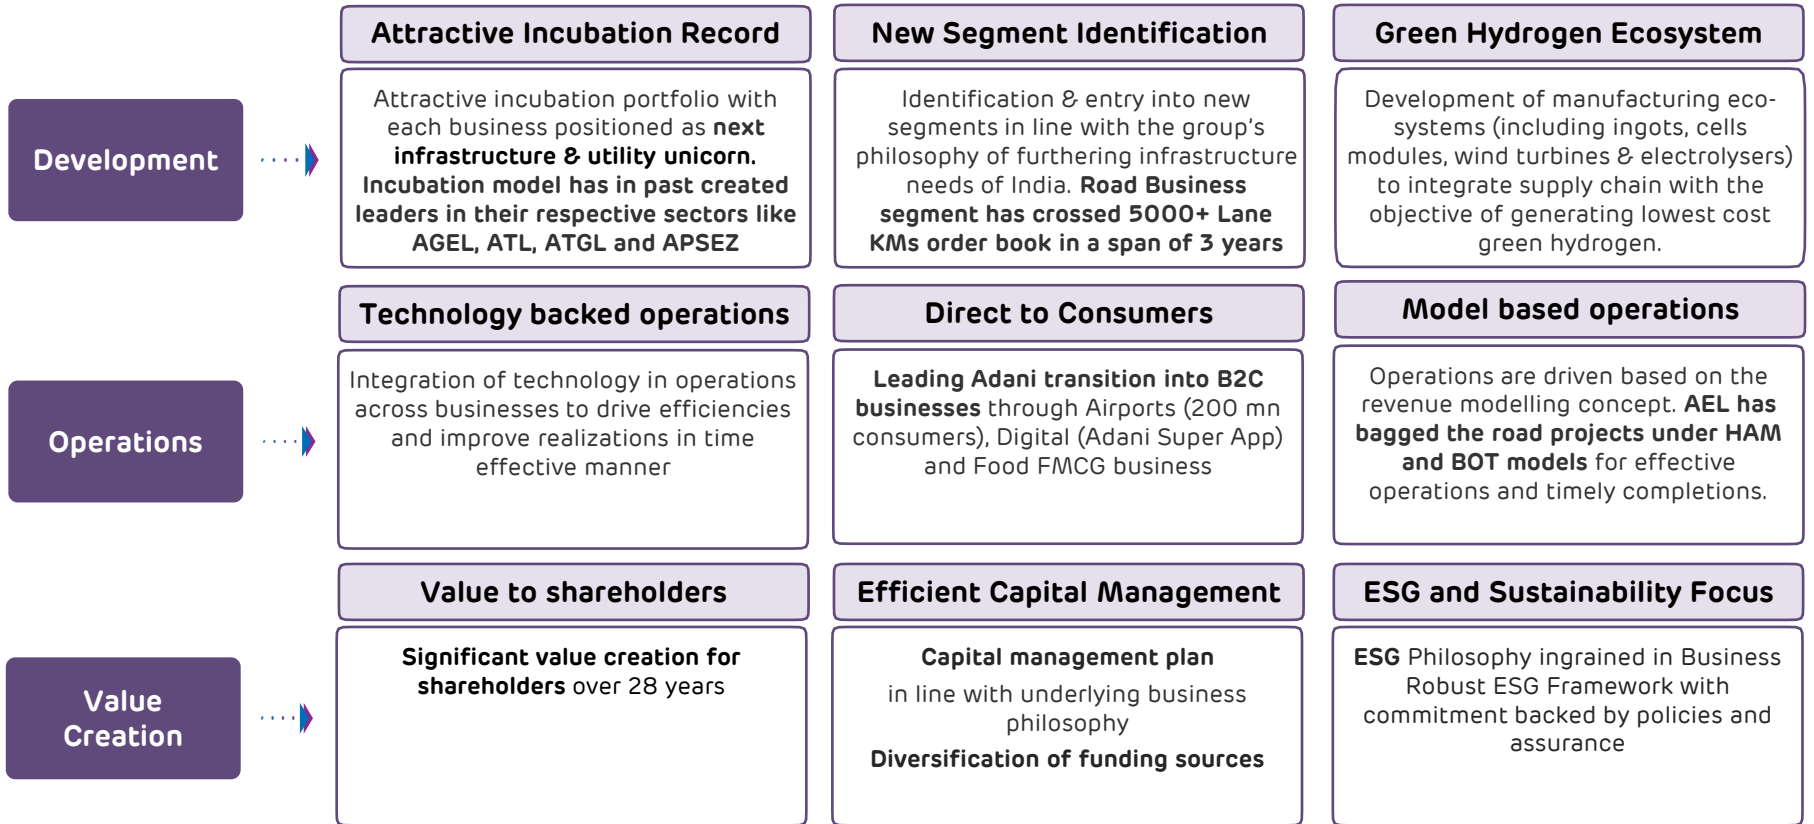 Attractive Incubation Record
New Segment Identification
Green Hydrogen Ecosystem
Development
Attractive incubation portfolio with
each business positioned as next
infrastructure & utility unicorn.
Incubation model has in past created
leaders in their respective sectors like
AGEL, ATL, ATGL and APSEZ
Identification & entry into new
segments in line with the group's
philosophy of furthering infrastructure
needs of India. Road Business
segment has crossed 5000+ Lane
KMs order book in a span of 3 years
Development of manufacturing eco-
systems (including ingots, cells
modules, wind turbines & electrolysers)
to integrate supply chain with the
objective of generating lowest cost
green hydrogen.
Technology backed operations
Direct to Consumers
Model based operations
Operations
Integration of technology in operations
across businesses to drive efficiencies
and improve realizations in time
effective manner
Leading Adani transition into B2C
businesses through Airports (200 mn
consumers), Digital (Adani Super App)
and Food FMCG business
Operations are driven based on the
revenue modelling concept. AEL has
bagged the road projects under HAM
and BOT models for effective
operations and timely completions.
Value to shareholders
Efficient Capital Management
ESG and Sustainability Focus
Value
Creation
Significant value creation for
shareholders over 28 years
Capital management plan
in line with underlying business
philosophy
Diversification of funding sources
ESG Philosophy ingrained in Business
Robust ESG Framework with
commitment backed by policies and
assurance